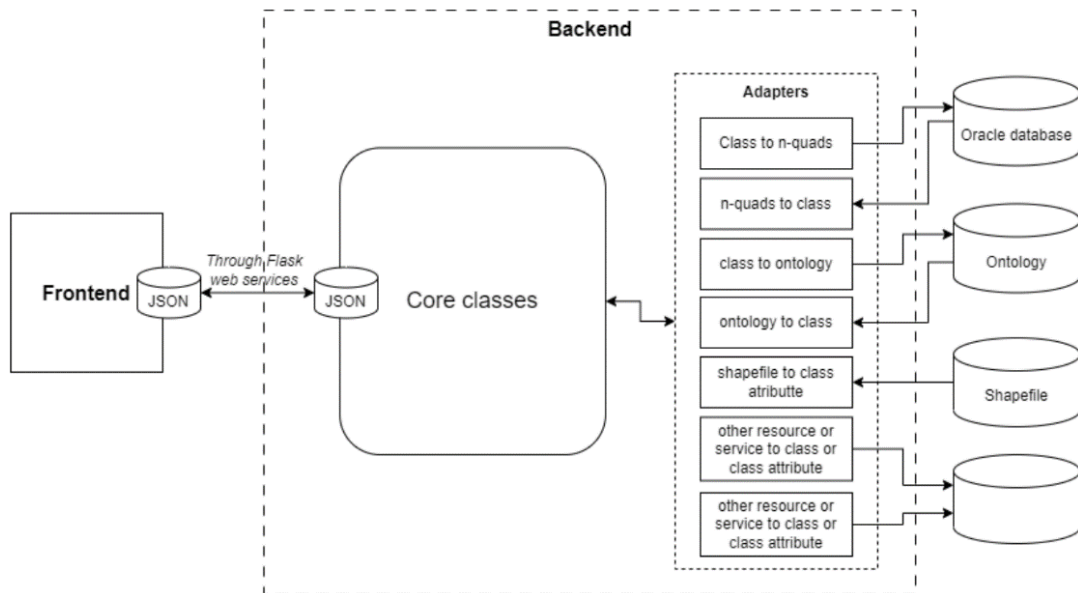 Backend
Adapters
Class to n-quads
Oracle database
n-quads to class
Through Flask
web services
class to ontology
Ontology
Frontend
JSON
JSON
Core classes
ontology to class
shapefile to class
atributte
Shapefile
other resource or
service to class or
class attribute
other resource or
service to class or
class attribute